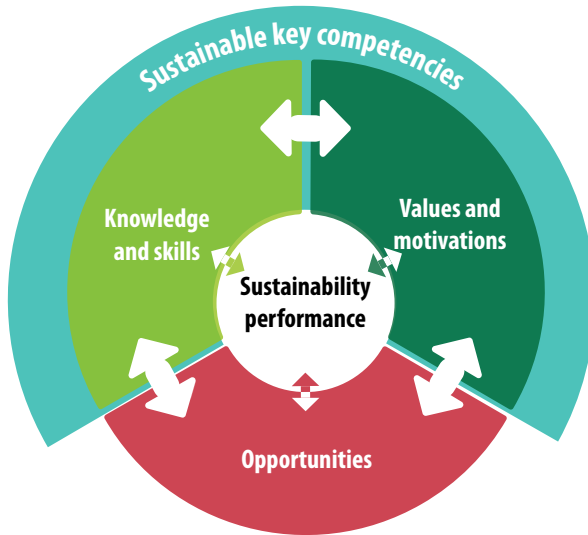 Sustainable key competencies
Knowledge
and skills
Values and
motivations
Sustainability
performance
Opportunities